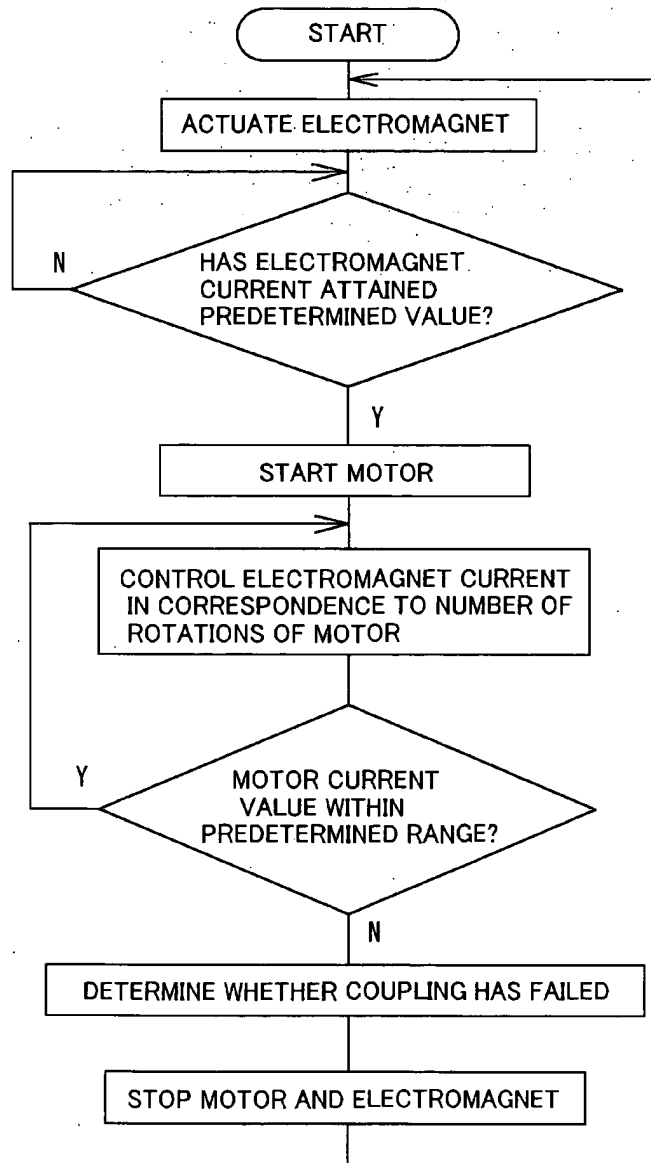 START
ACTUATE ELECTROMAGNET
HAS ELECTROMAGNET
CURRENT ATTAINED
PREDETERMINED VALUE?
N
Y
START MOTOR
CONTROL ELECTROMAGNET CURRENT
IN CORRESPONDENCE TO NUMBER OF
ROTATIONS OF MOTOR
Y
MOTOR CURRENT
VALUE WITHIN
PREDETERMINED RANGE?
N
DETERMINE WHETHER COUPLING HAS FAILED
STOP MOTOR AND ELECTROMAGNET